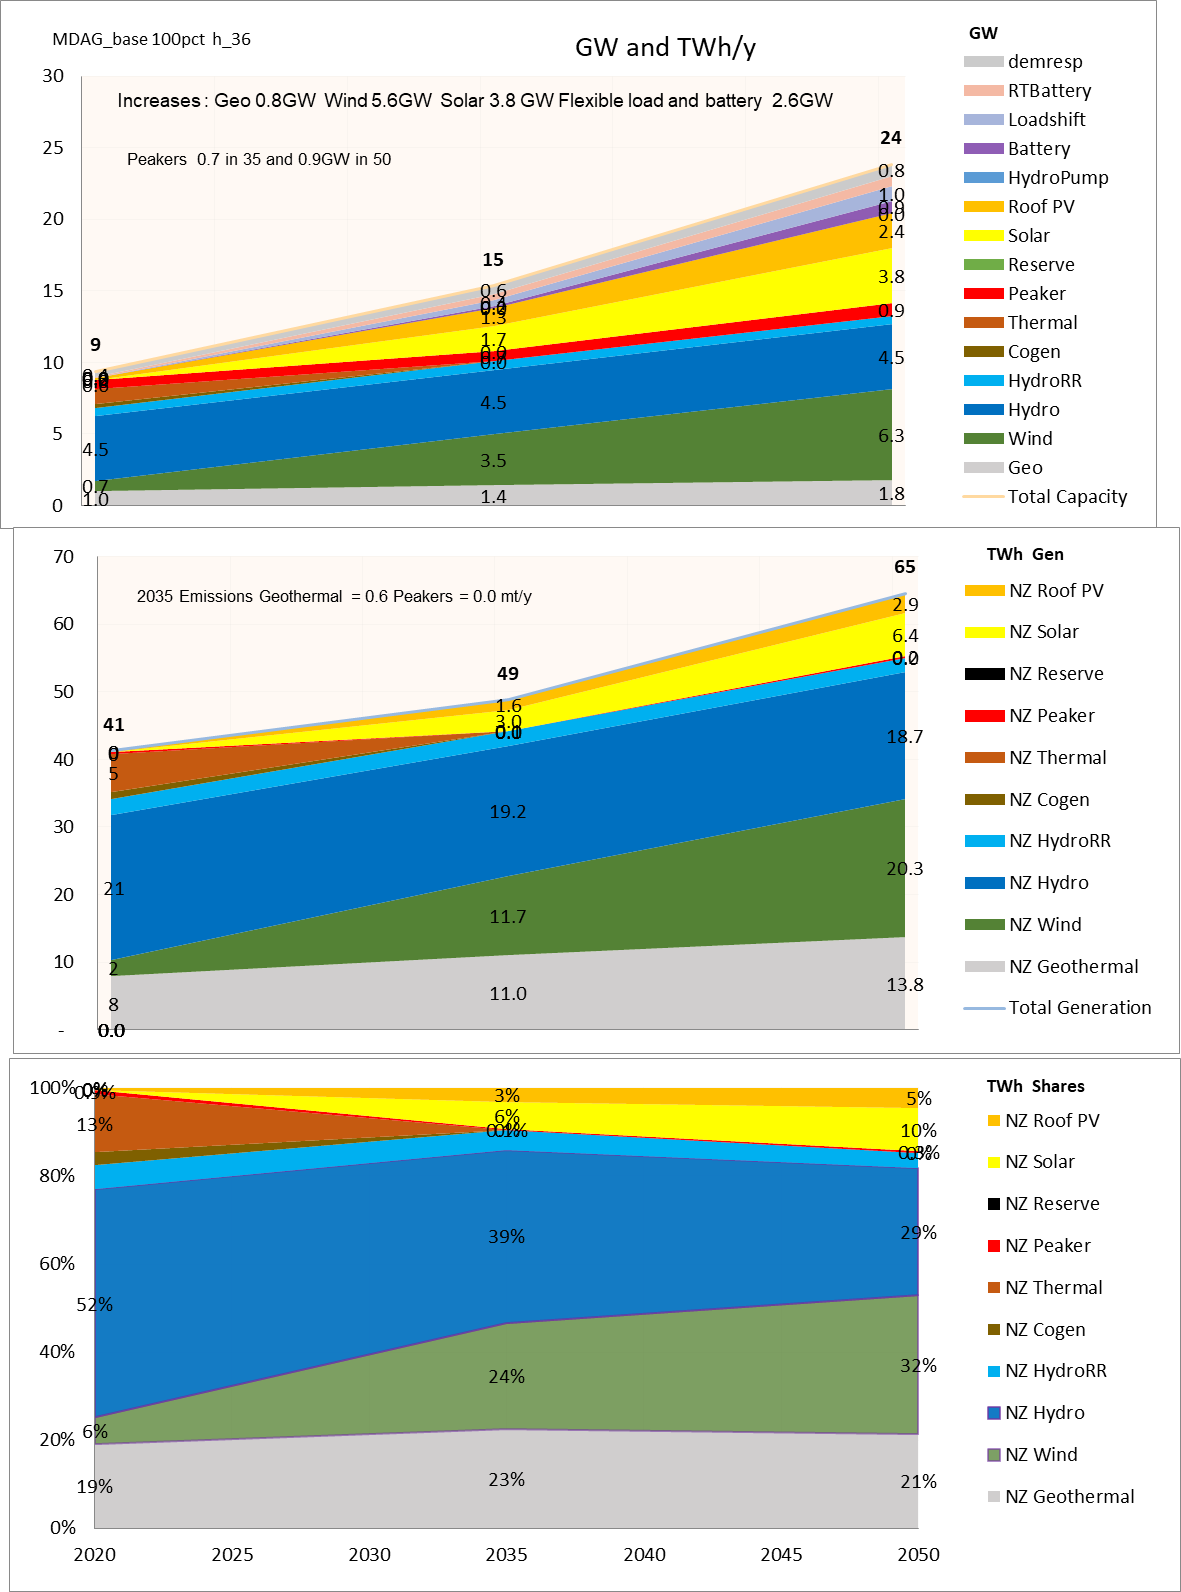 MDAG_base 100pct h_36
GW and TWh/y
GW
Increases : Geo 0.8GW Wind 5.6GW Solar 3.8 GW Flexible load and battery 2.6GW
Peakers 0.7 in 35 and 0.9GW in 50
30
25
20
15
10
5
0
9
0.4
4.5
0.7
1.0
15
0.6
1.3
1.7
0.0
4.5
3.5
1.4
24
0.8
1.0
0.9
0.0
2.4
3.8
0.9
4.5
6.3
1.8
demresp
RTBattery
Loadshift
Battery
HydroPump
Roof PV
Solar
Reserve
Peaker
Thermal
Cogen
HydroRR
Hydro
Wind
Geo
Total Capacity
TWh Gen
2035 Emissions Geothermal = 0.6 Peakers = 0.0 mt/y
70
60
50
40
30
20
10
-
41
0
5
21
2
8
0.0
49
1.6
3.0
19.2
11.7
11.0
65
2.9
6.4
0.0
18.7
20.3
13.8
NZ Roof PV
NZ Solar
NZ Reserve
NZ Peaker
NZ Thermal
NZ Cogen
NZ HydroRR
NZ Hydro
NZ Wind
NZ Geothermal
Total Generation
TWh Shares
100%
80%
60%
40%
20%
0%
0%
13%
52%
6%
19%
3%
6%
0.1%
39%
24%
23%
5%
10%
29%
32%
21%
NZ Roof PV
NZ Solar
NZ Reserve
NZ Peaker
NZ Thermal
NZ Cogen
NZ HydroRR
NZ Hydro
NZ Wind
NZ Geothermal
2020 2025 2030 2035 2040 2045 2050